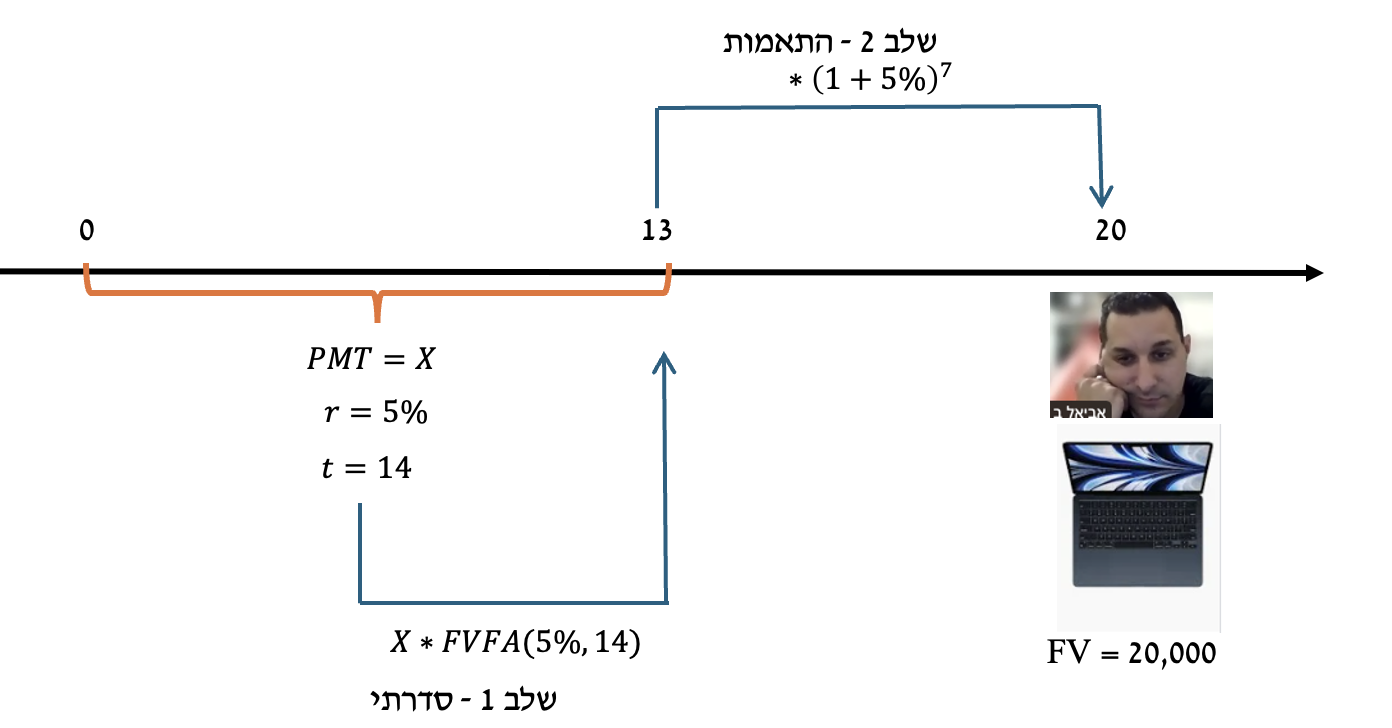 שלב 2 - התאמות
* (1 + 5%)⁷
0
13
20
PMT = X
r = 5%
t = 14
אביאל ב
X * FVFA(5%, 14)
שלב 1 - סדרתי
FV = 20,000